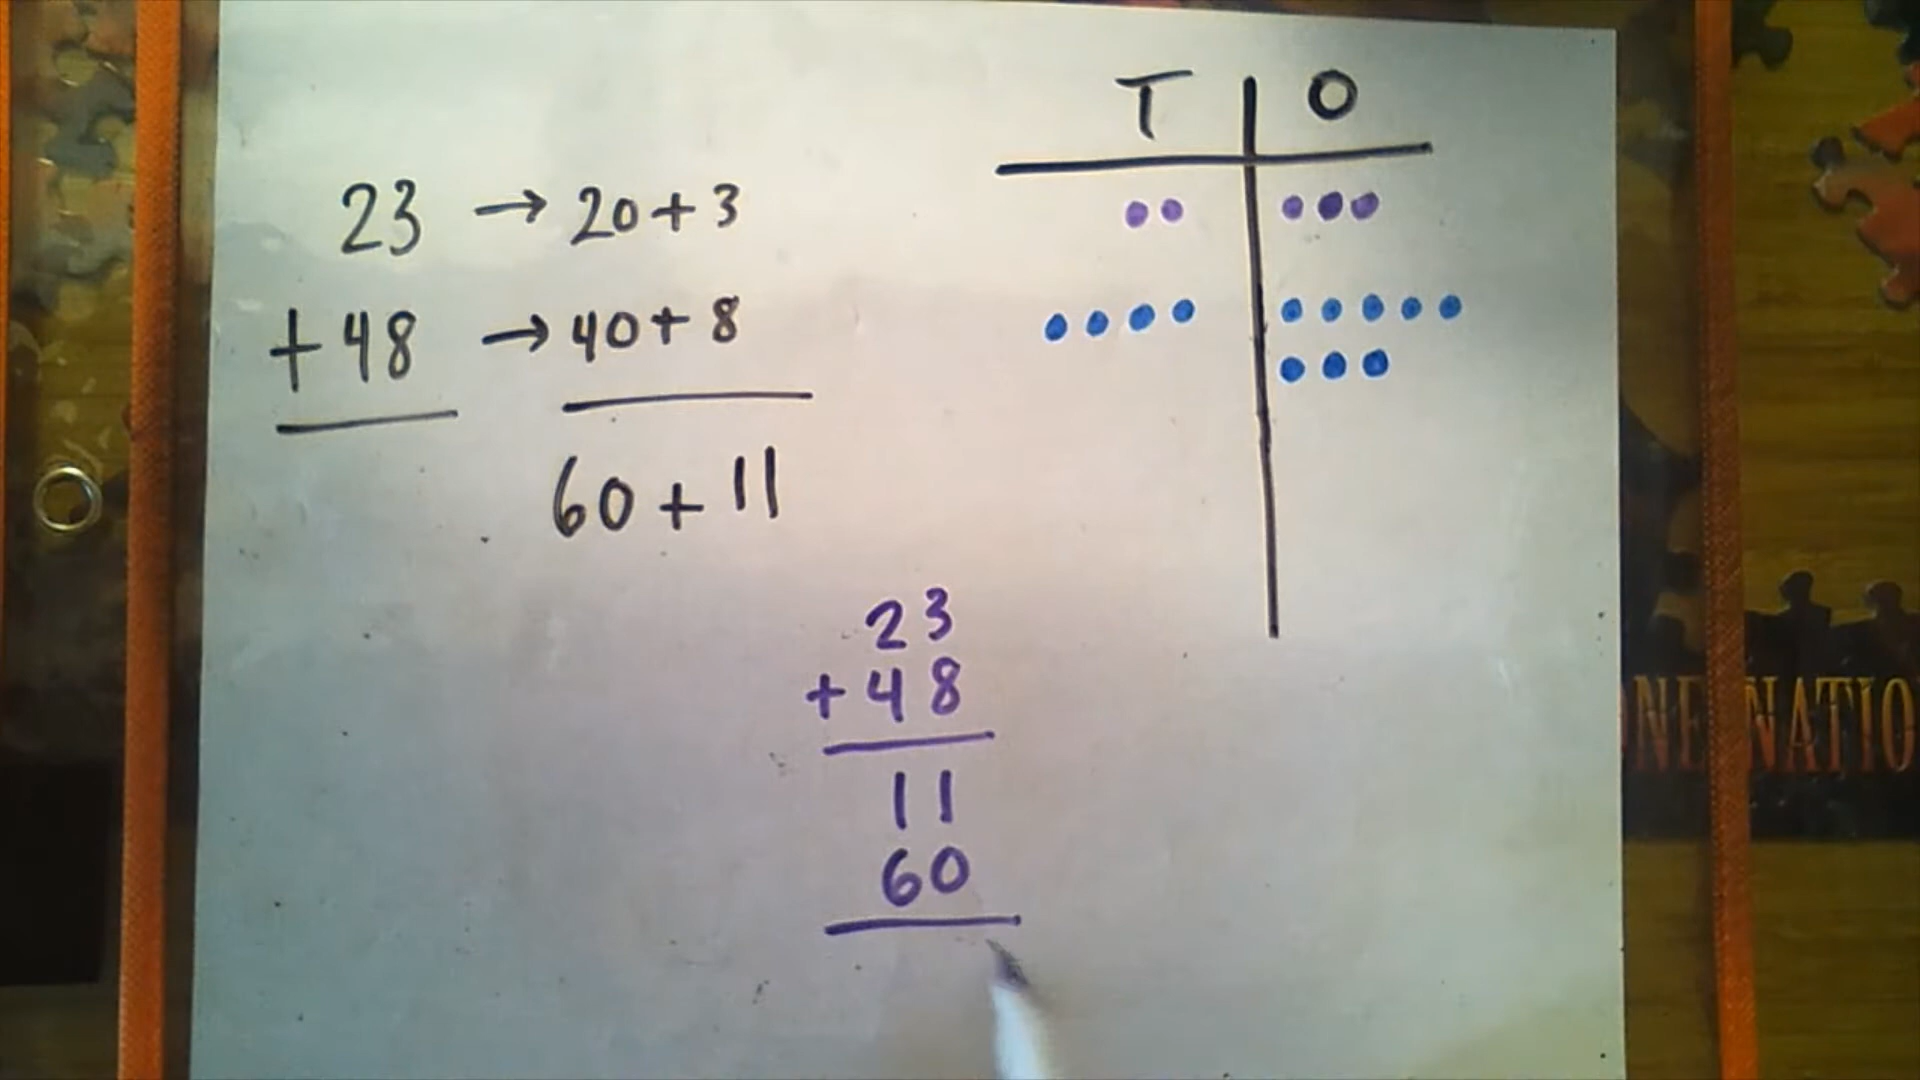 23 → 20 + 3
+ 48 → 40 + 8
60 + 11
T O
23
+ 48
11
60
ONE NATIO